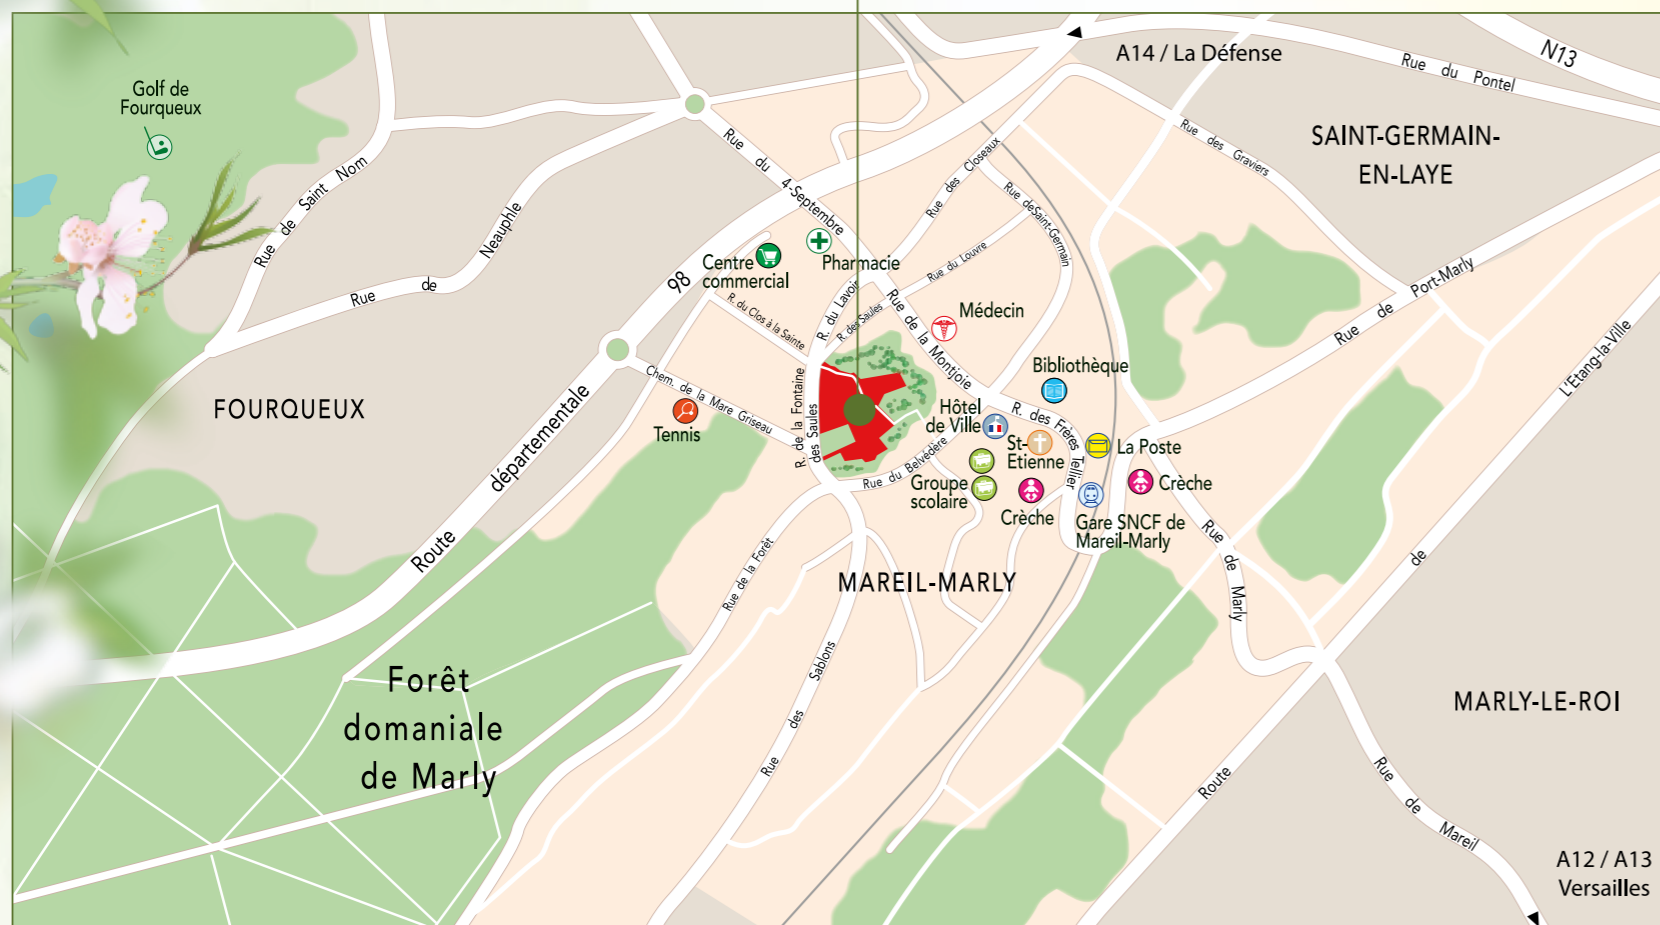 A14 / La Défense
N13
Rue du Pontel
Golf de
Fourqueux
SAINT-GERMAIN-
EN-LAYE
Rue des Graviers
Rue du 4-Septembre
Rue des Closeaux
Rue de Saint Nom
Rue de Saint-Germain
Rue de Neauphle
Pharmacie
Centre
commercial
Rue du Louvre
Rue de Port-Marly
R. du Lavoir
R. des Saules
R. du Clos à la Sainte
Rue de la Montjoie
Médecin
Bibliothèque
Route départementale 98
Chem. de la Mare Griseau
R. de la Fontaine
des Saules
FOURQUEUX
Tennis
Hôtel
de Ville
R. des Frères Tellier
St-
Etienne
La Poste
Rue du Belvédère
Groupe
scolaire
Crèche
Crèche
Gare SNCF de
Mareil-Marly
Route de L'Etang-la-Ville
Rue de Marly
Rue de la Forêt
MAREIL-MARLY
Rue des Sablons
Forêt
domaniale
de Marly
MARLY-LE-ROI
Rue de Mareil
A12 / A13
Versailles